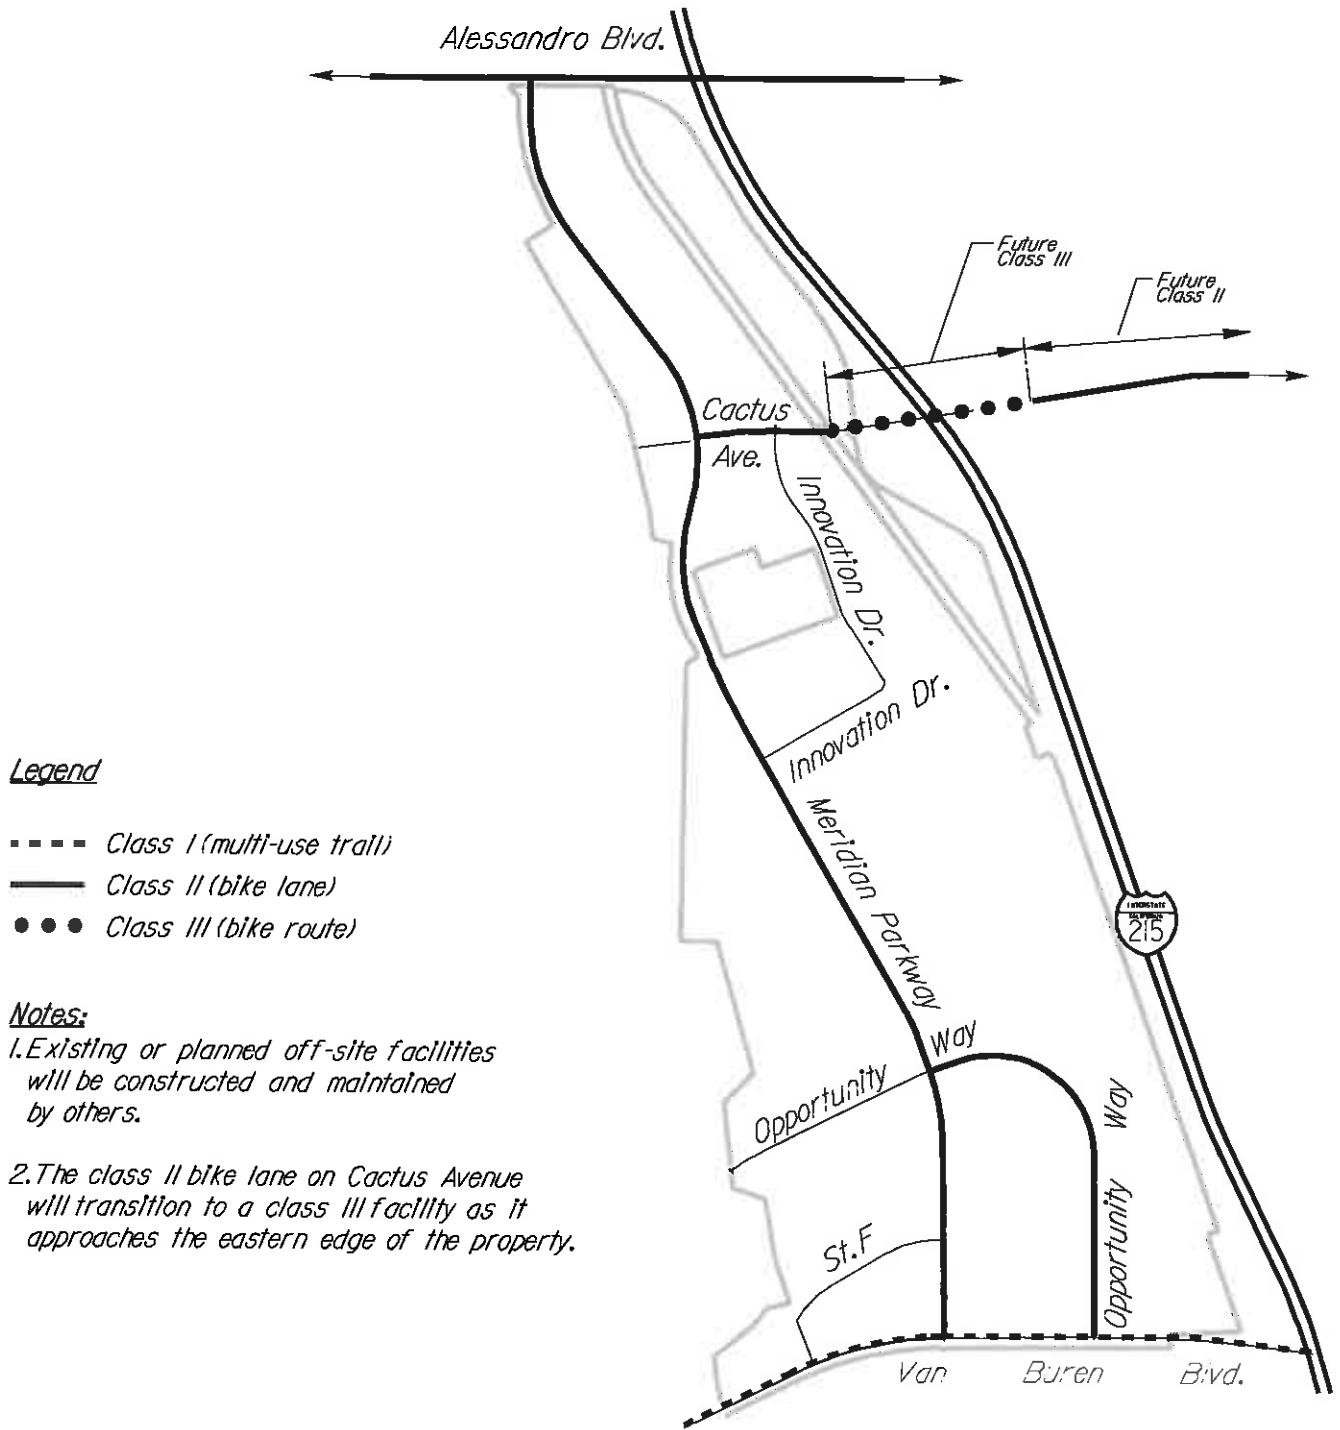 Alessandro Blvd.
Future
Class III
Future
Class II
Cactus
Ave.
Innovation Dr.
Innovation Dr.
Meridian Parkway
Legend
Class I (multi-use trail)
Class II (bike lane)
Class III (bike route)
INTERSTATE
CALIFORNIA
215
Notes:
1. Existing or planned off-site facilities
will be constructed and maintained
by others.
2. The class II bike lane on Cactus Avenue
will transition to a class III facility as it
approaches the eastern edge of the property.
Opportunity Way
Opportunity Way
St. F
Van Buren Blvd.